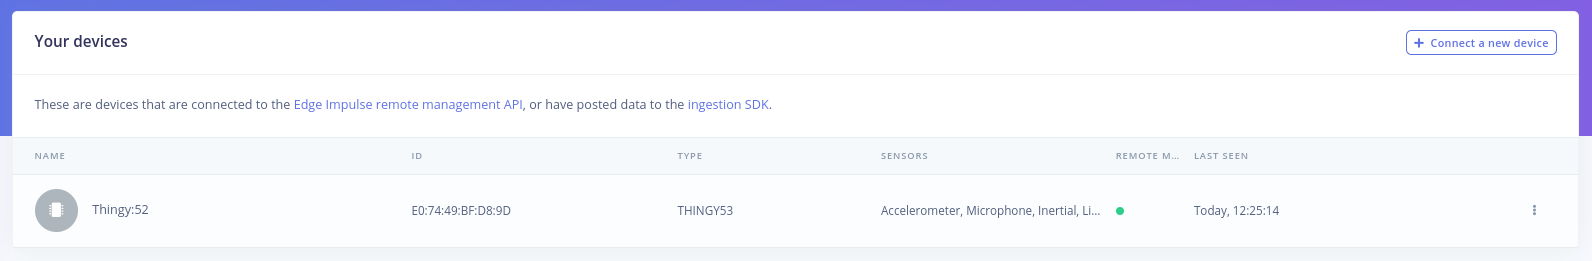 Your devices
+ Connect a new device
These are devices that are connected to the Edge Impulse remote management API, or have posted data to the ingestion SDK.
NAME ID TYPE SENSORS REMOTE M... LAST SEEN
Thingy:52 E0:74:49:BF:D8:9D THINGY53 Accelerometer, Microphone, Inertial, Li... Today, 12:25:14